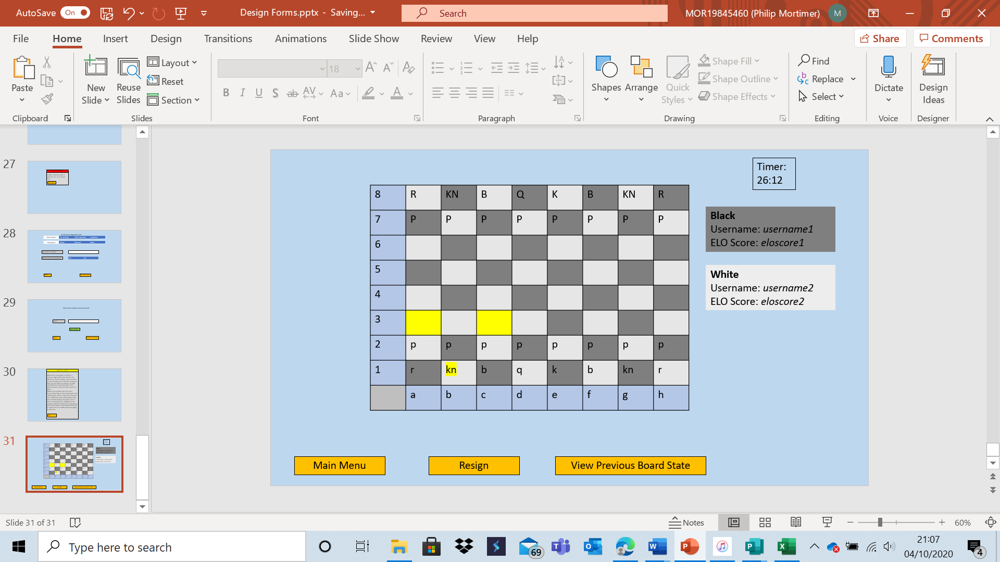 AutoSave On Design Forms.pptx - Saving... Search MOR19845460 (Philip Mortimer) M
File Home Insert Design Transitions Animations Slide Show Review View Help Share Comments
Paste New Slide Reuse Slides Layout Reset Section
18 A A A
B I U S ab AV Aa A
Shapes Arrange Quick Styles Shape Fill Shape Outline Shape Effects
Find Replace Select Dictate Design Ideas
Clipboard Slides Font Paragraph Drawing Editing Voice Designer
27
28
29
30
31
Timer:
26:12
8 R KN B Q K B KN R
7 P P P P P P P P
6
5
4
3
2 p p p p p p p p
1 r kn b q k b kn r
a b c d e f g h
Black
Username: username1
ELO Score: eloscore1
White
Username: username2
ELO Score: eloscore2
Main Menu Resign View Previous Board State
Slide 31 of 31 Notes 60%
Type here to search 69 21:07
04/10/2020 4